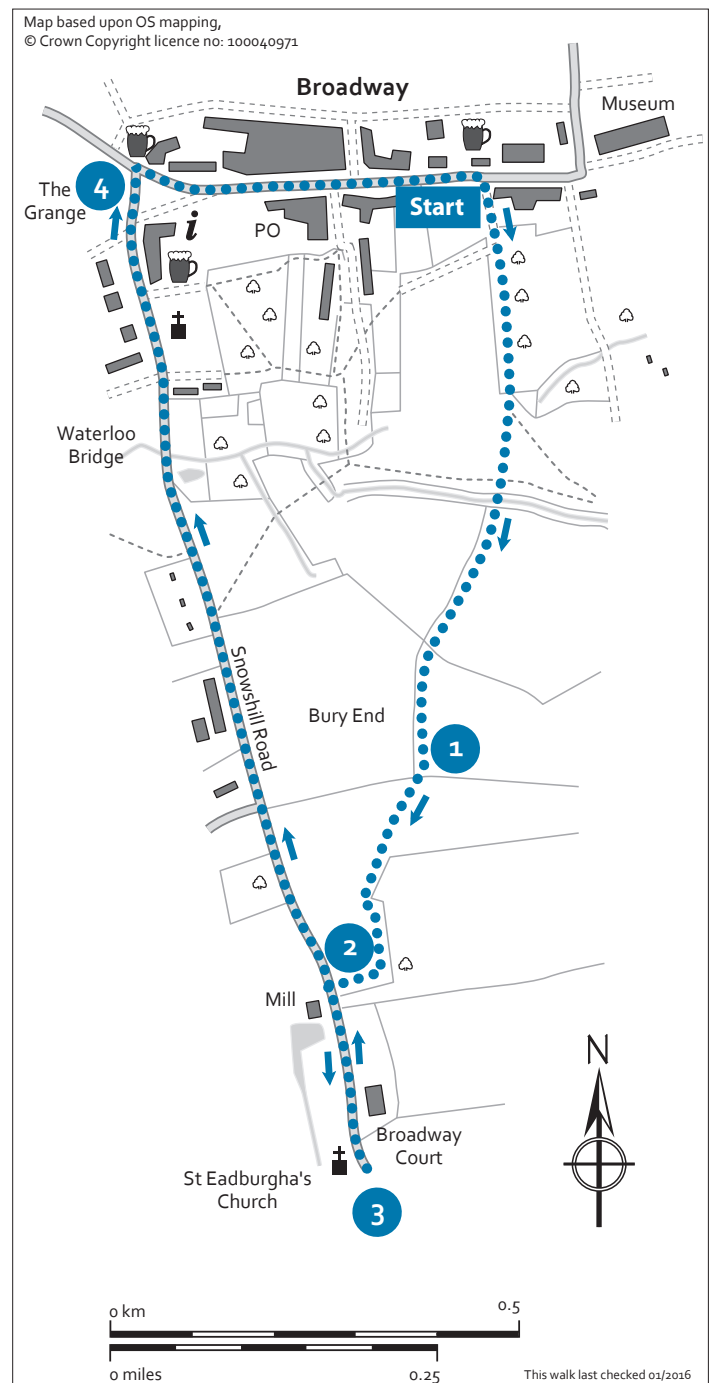 Map based upon OS mapping,
© Crown Copyright licence no: 100040971
Broadway
Museum
The
Grange
4
i
PO
Start
Waterloo
Bridge
Snowshill Road
Bury End
1
2
Mill
N
Broadway
Court
St Eadburgha's
Church
3
0 km
0.5
0 miles
0.25
This walk last checked 01/2016